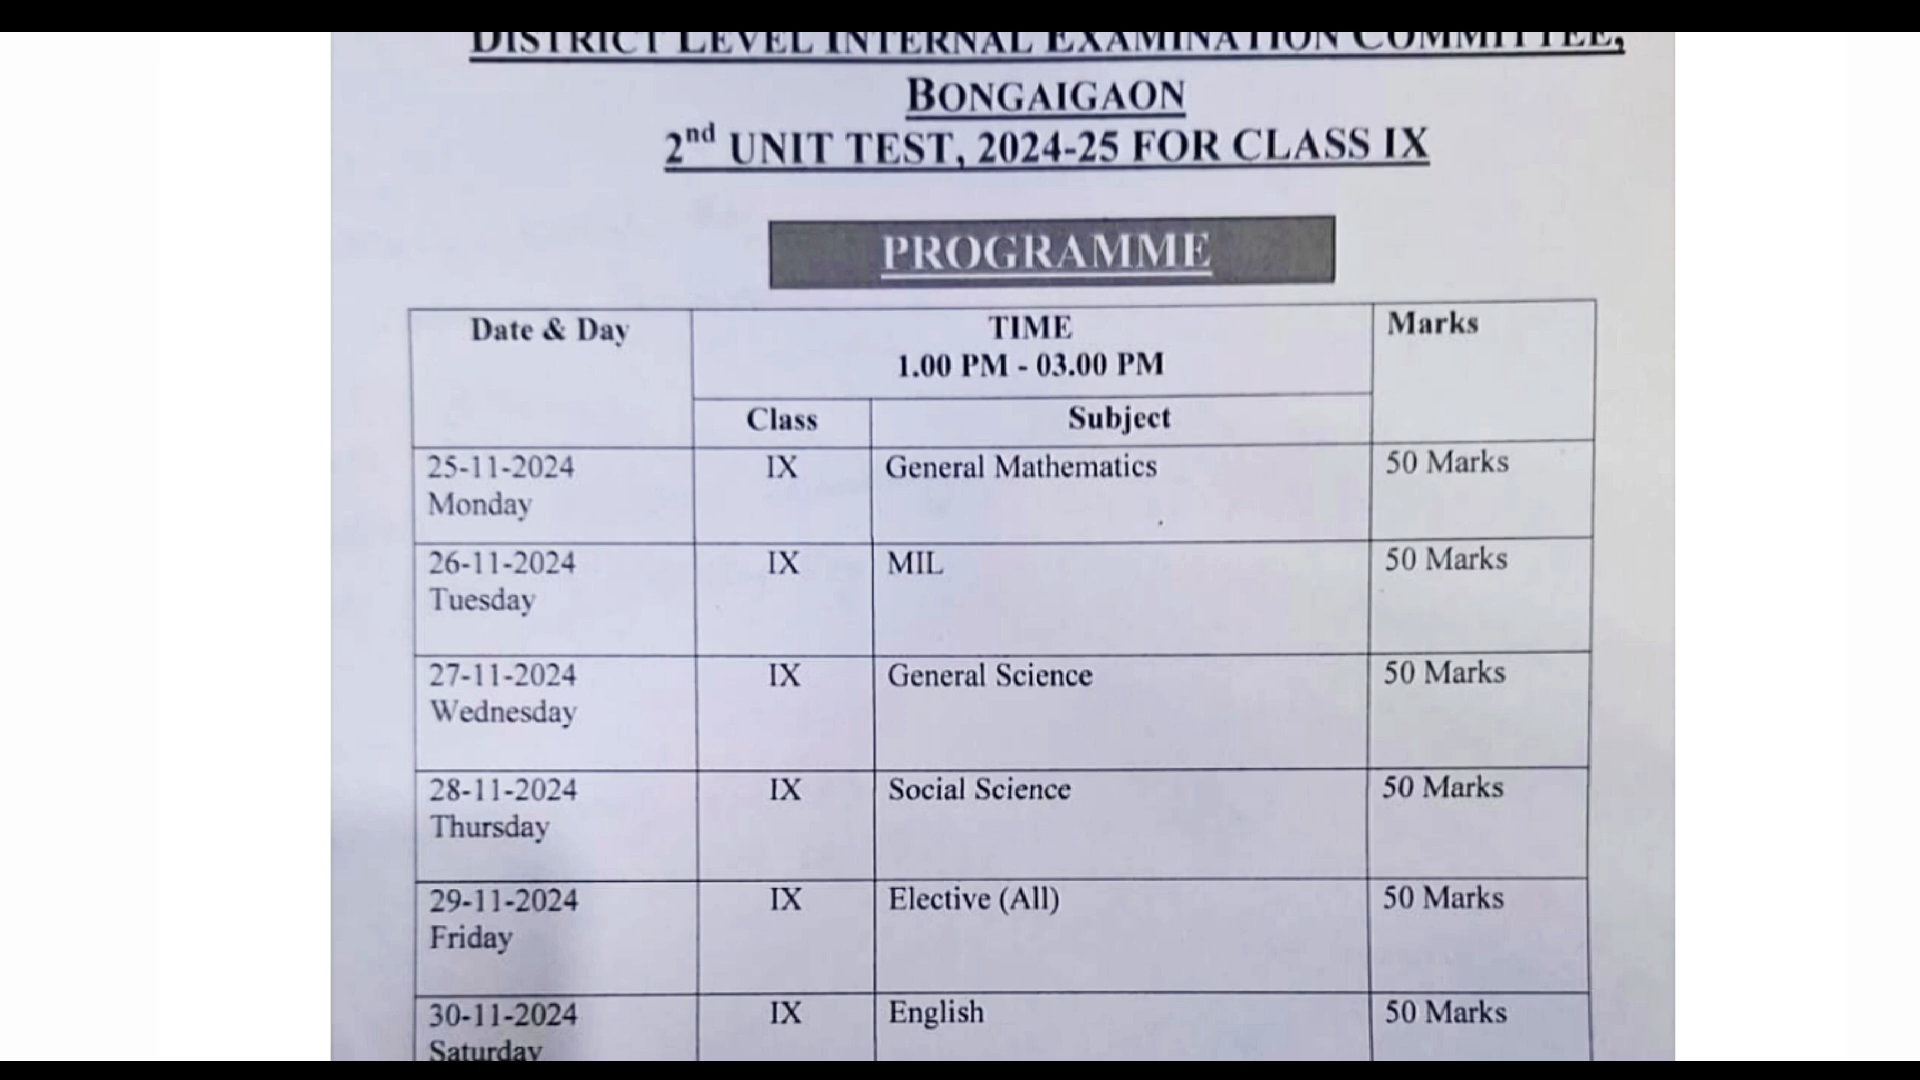 DISTRICT LEVEL INTERNAL EXAMINATION COMMITTEE,
BONGAIGAON
2nd UNIT TEST, 2024-25 FOR CLASS IX
PROGRAMME
Date & Day
TIME
1.00 PM - 03.00 PM
Marks
Class Subject
25-11-2024 IX General Mathematics 50 Marks
Monday
26-11-2024 IX MIL 50 Marks
Tuesday
27-11-2024 IX General Science 50 Marks
Wednesday
28-11-2024 IX Social Science 50 Marks
Thursday
29-11-2024 IX Elective (All) 50 Marks
Friday
30-11-2024 IX English 50 Marks
Saturday